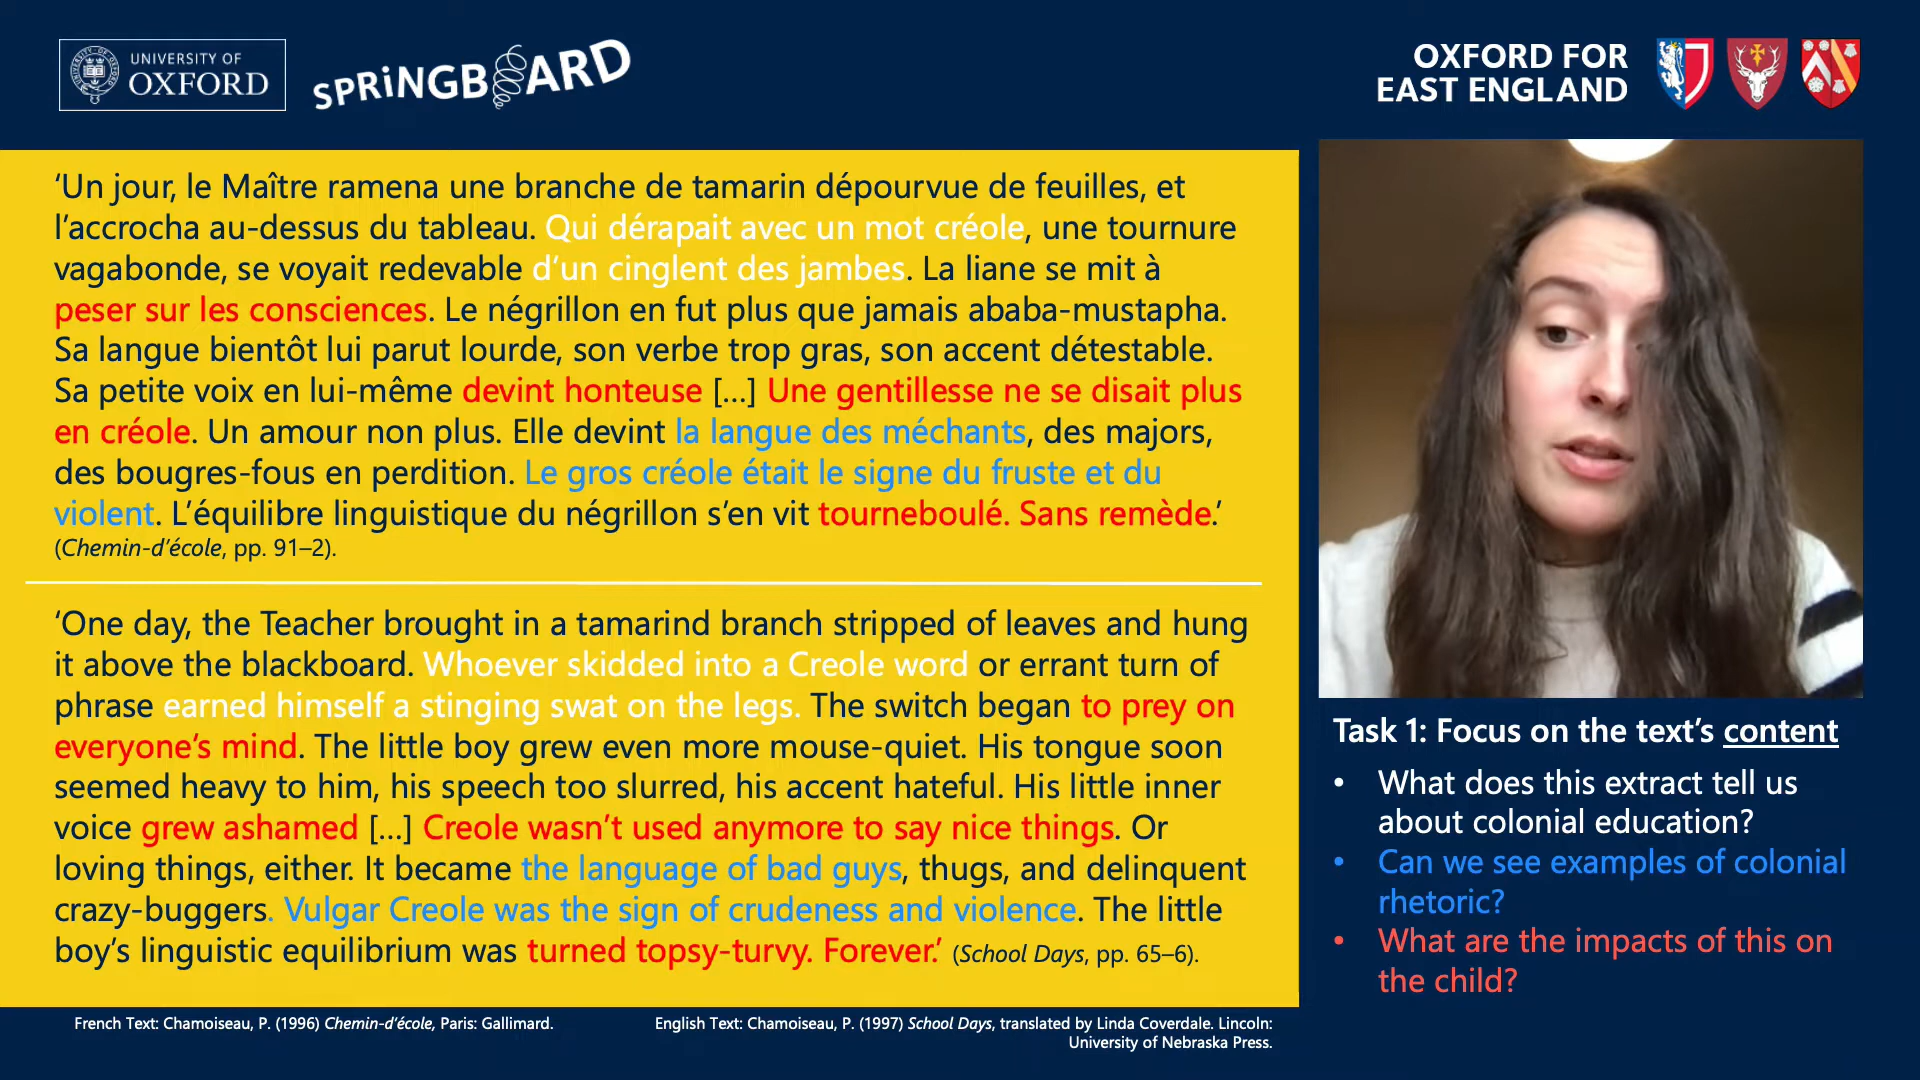 UNIVERSITY OF
OXFORD
SPRiNGBOARD
OXFORD FOR
EAST ENGLAND
‘Un jour, le Maître ramena une branche de tamarin dépourvue de feuilles, et
l’accrocha au-dessus du tableau. Qui dérapait avec un mot créole, une tournure
vagabonde, se voyait redevable d’un cinglent des jambes. La liane se mit à
peser sur les consciences. Le négrillon en fut plus que jamais ababa-mustapha.
Sa langue bientôt lui parut lourde, son verbe trop gras, son accent détestable.
Sa petite voix en lui-même devint honteuse [...] Une gentillesse ne se disait plus
en créole. Un amour non plus. Elle devint la langue des méchants, des majors,
des bougres-fous en perdition. Le gros créole était le signe du fruste et du
violent. L’équilibre linguistique du négrillon s’en vit tourneboulé. Sans remède.’
(Chemin-d’école, pp. 91–2).
‘One day, the Teacher brought in a tamarind branch stripped of leaves and hung
it above the blackboard. Whoever skidded into a Creole word or errant turn of
phrase earned himself a stinging swat on the legs. The switch began to prey on
everyone’s mind. The little boy grew even more mouse-quiet. His tongue soon
seemed heavy to him, his speech too slurred, his accent hateful. His little inner
voice grew ashamed [...] Creole wasn’t used anymore to say nice things. Or
loving things, either. It became the language of bad guys, thugs, and delinquent
crazy-buggers. Vulgar Creole was the sign of crudeness and violence. The little
boy’s linguistic equilibrium was turned topsy-turvy. Forever.’ (School Days, pp. 65–6).
French Text: Chamoiseau, P. (1996) Chemin-d’école, Paris: Gallimard.
English Text: Chamoiseau, P. (1997) School Days, translated by Linda Coverdale. Lincoln:
University of Nebraska Press.
Task 1: Focus on the text’s content
• What does this extract tell us
about colonial education?
• Can we see examples of colonial
rhetoric?
• What are the impacts of this on
the child?